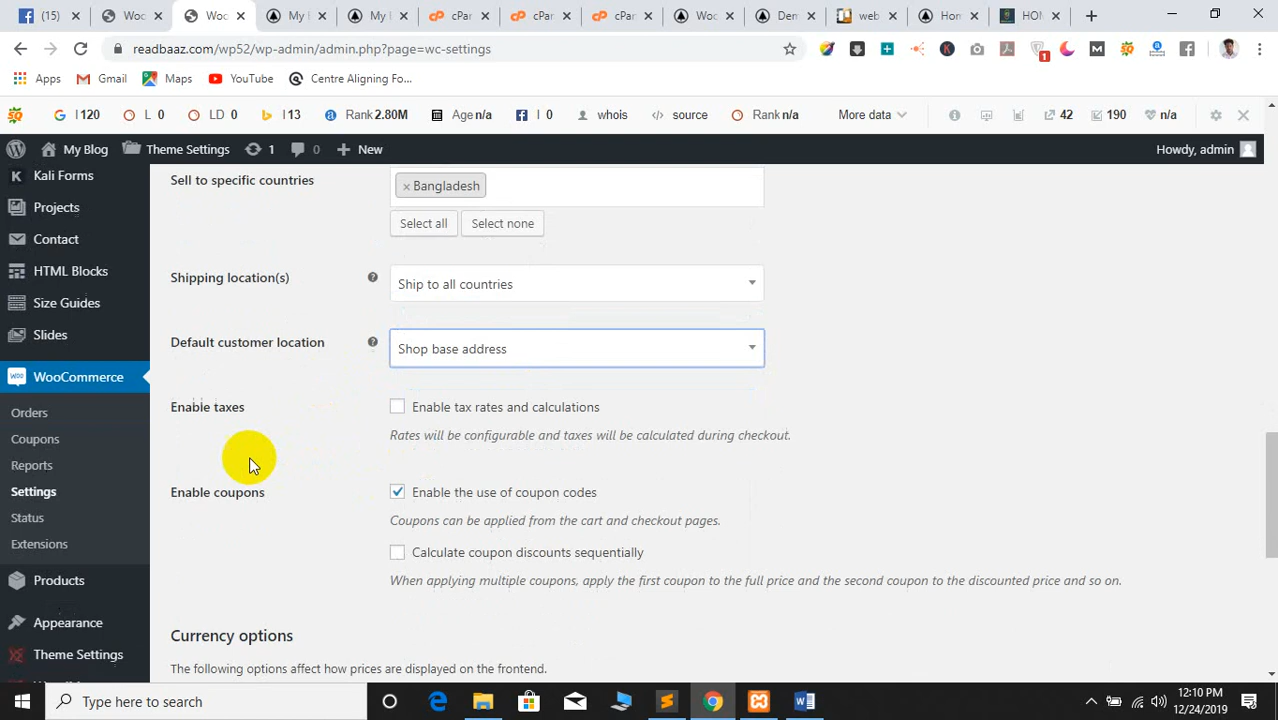 (15)
Woo
Woo
My I
My I
cPar
cPar
cPar
Woo
Den
web
Hon
HON
readbaaz.com/wp52/wp-admin/admin.php?page=wc-settings
Apps
Gmail
Maps
YouTube
Centre Aligning Fo...
I 120
L 0
LD 0
I 13
Rank 2.80M
Age n/a
I 0
whois
source
Rank n/a
More data
42
190
n/a
My Blog
Theme Settings
1
0
New
Howdy, admin
Kali Forms
Projects
Contact
HTML Blocks
Size Guides
Slides
WooCommerce
Orders
Coupons
Reports
Settings
Status
Extensions
Products
Appearance
Theme Settings
Sell to specific countries
× Bangladesh
Select all
Select none
Shipping location(s)
Ship to all countries
Default customer location
Shop base address
Enable taxes
Enable tax rates and calculations
Rates will be configurable and taxes will be calculated during checkout.
Enable coupons
Enable the use of coupon codes
Coupons can be applied from the cart and checkout pages.
Calculate coupon discounts sequentially
When applying multiple coupons, apply the first coupon to the full price and the second coupon to the discounted price and so on.
Currency options
The following options affect how prices are displayed on the frontend.
Type here to search
12:10 PM
12/24/2019